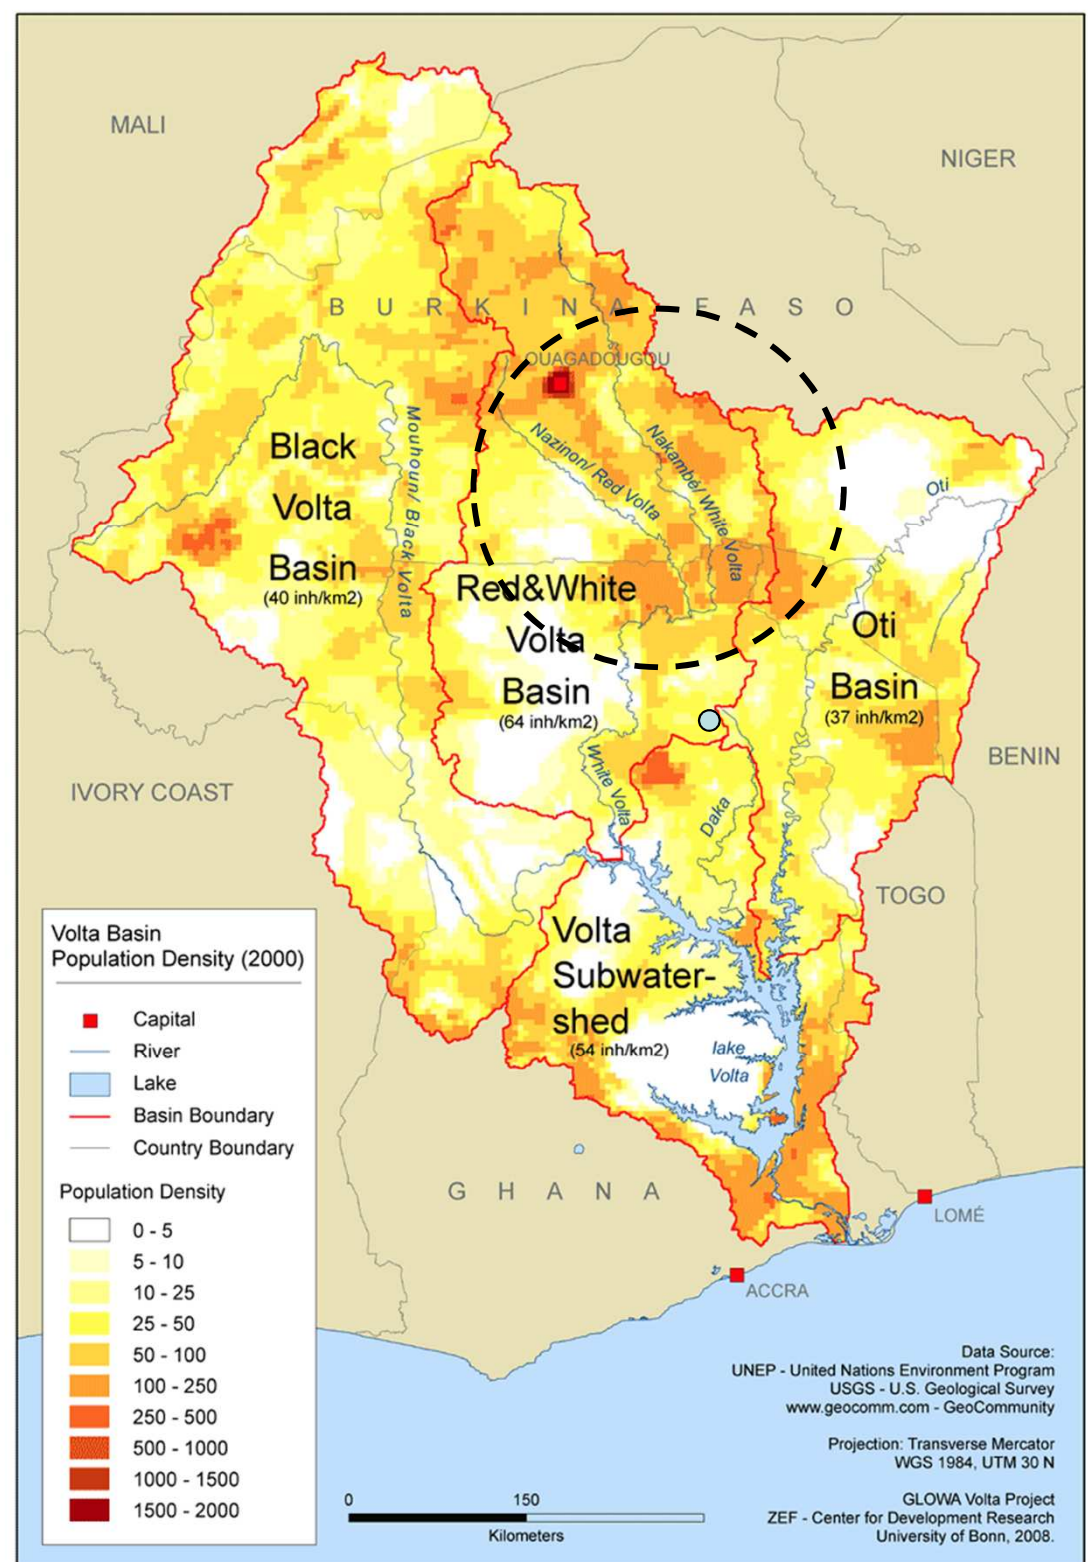 MALI
NIGER
B U R K I N A F A S O
OUAGADOUGOU
Black
Volta
Basin
(40 inh/km2)
Mouhoun/ Black Volta
Nazinon/ Red Volta
Nakambé/ White Volta
Oti
Red&White
Volta
Basin
(64 inh/km2)
Oti
Basin
(37 inh/km2)
White Volta
Daka
IVORY COAST
BENIN
TOGO
Volta
Subwater-
shed
(54 inh/km2)
lake
Volta
G H A N A
LOMÉ
ACCRA
Volta Basin
Population Density (2000)
Capital
River
Lake
Basin Boundary
Country Boundary
Population Density
0 - 5
5 - 10
10 - 25
25 - 50
50 - 100
100 - 250
250 - 500
500 - 1000
1000 - 1500
1500 - 2000
0 150
Kilometers
Data Source:
UNEP - United Nations Environment Program
USGS - U.S. Geological Survey
www.geocomm.com - GeoCommunity
Projection: Transverse Mercator
WGS 1984, UTM 30 N
GLOWA Volta Project
ZEF - Center for Development Research
University of Bonn, 2008.